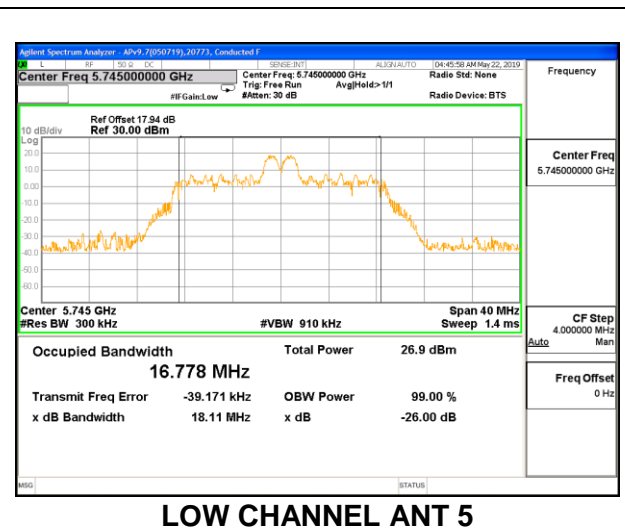 Agilent Spectrum Analyzer - APv9.7(050719),20773, Conducted F
L RF 50 Ω DC SENSE:INT ALIGN AUTO 04:45:58 AM May 22, 2019
Center Freq 5.745000000 GHz Center Freq: 5.745000000 GHz Radio Std: None Frequency
Trig: Free Run Avg|Hold:>1/1
#IFGain:Low #Atten: 30 dB Radio Device: BTS
Ref Offset 17.94 dB
10 dB/div Ref 30.00 dBm
Log
20.0
10.0
0.00
-10.0
-20.0
-30.0
-40.0
-50.0
-60.0
Center 5.745 GHz Span 40 MHz
#Res BW 300 kHz #VBW 910 kHz Sweep 1.4 ms
Occupied Bandwidth Total Power 26.9 dBm
16.778 MHz
Transmit Freq Error -39.171 kHz OBW Power 99.00 %
x dB Bandwidth 18.11 MHz x dB -26.00 dB
Center Freq
5.745000000 GHz
CF Step
4.000000 MHz
Auto Man
Freq Offset
0 Hz
MSG STATUS
LOW CHANNEL ANT 5